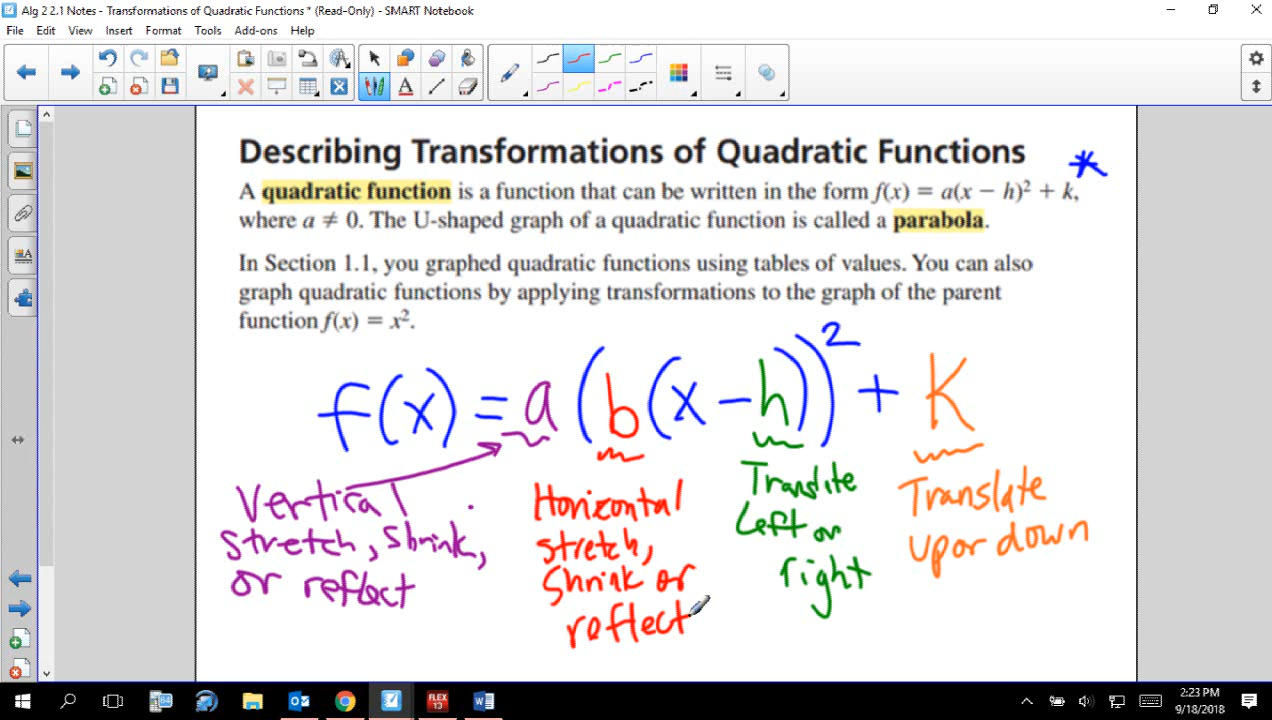 Alg 2 2.1 Notes - Transformations of Quadratic Functions * (Read-Only) - SMART Notebook
File Edit View Insert Format Tools Add-ons Help
Describing Transformations of Quadratic Functions
A quadratic function is a function that can be written in the form f(x) = a(x − h)² + k,
where a ≠ 0. The U-shaped graph of a quadratic function is called a parabola.
In Section 1.1, you graphed quadratic functions using tables of values. You can also
graph quadratic functions by applying transformations to the graph of the parent
function f(x) = x².
f(x) = a(b(x − h))² + K
Vertical
stretch, shrink,
or reflect
Horizontal
stretch,
shrink or
reflect
Translate
Left or
right
Translate
up or down
FLEX
13
2:23 PM
9/18/2018